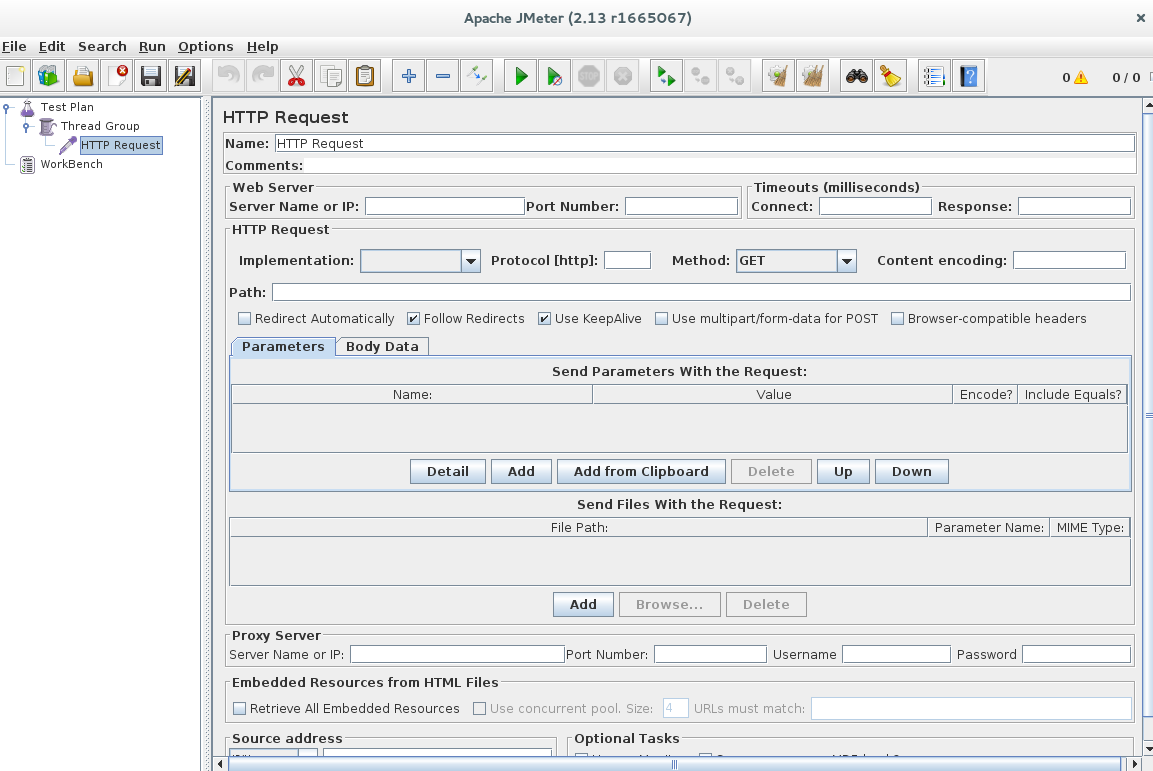 Apache JMeter (2.13 r1665067)
File Edit Search Run Options Help
STOP
0 0 / 0
Test Plan
Thread Group
HTTP Request
WorkBench
HTTP Request
Name: HTTP Request
Comments:
Web Server
Server Name or IP: Port Number:
Timeouts (milliseconds)
Connect: Response:
HTTP Request
Implementation: Protocol [http]: Method: GET Content encoding:
Path:
Redirect Automatically Follow Redirects Use KeepAlive Use multipart/form-data for POST Browser-compatible headers
Parameters Body Data
Send Parameters With the Request:
Name: Value Encode? Include Equals?
Detail Add Add from Clipboard Delete Up Down
Send Files With the Request:
File Path: Parameter Name: MIME Type:
Add Browse... Delete
Proxy Server
Server Name or IP: Port Number: Username Password
Embedded Resources from HTML Files
Retrieve All Embedded Resources Use concurrent pool. Size: 4 URLs must match:
Source address Optional Tasks